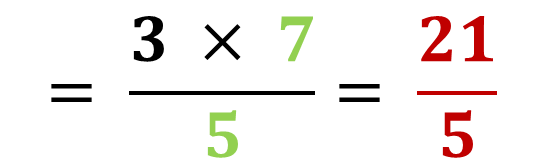 = 3 × 7 / 5 = 21 / 5